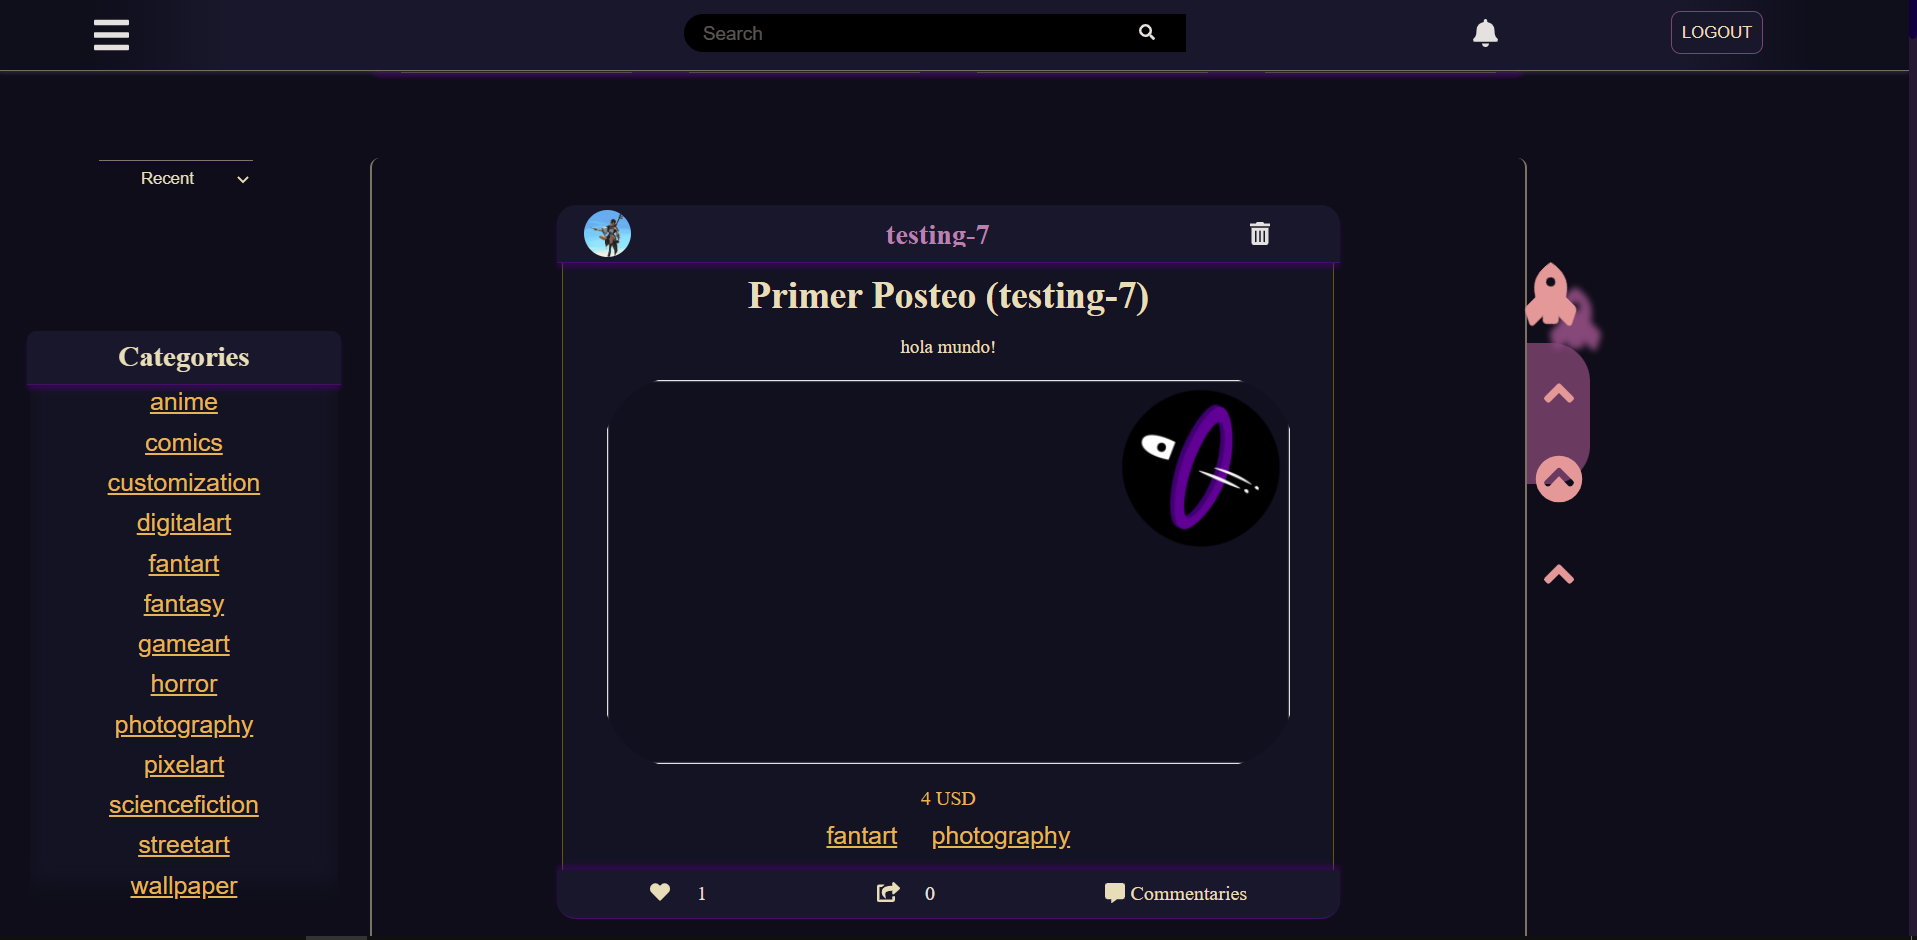 Search
LOGOUT
Recent
Categories
anime
comics
customization
digitalart
fantart
fantasy
gameart
horror
photography
pixelart
sciencefiction
streetart
wallpaper
testing-7
Primer Posteo (testing-7)
hola mundo!
4 USD
fantart photography
1 0 Commentaries